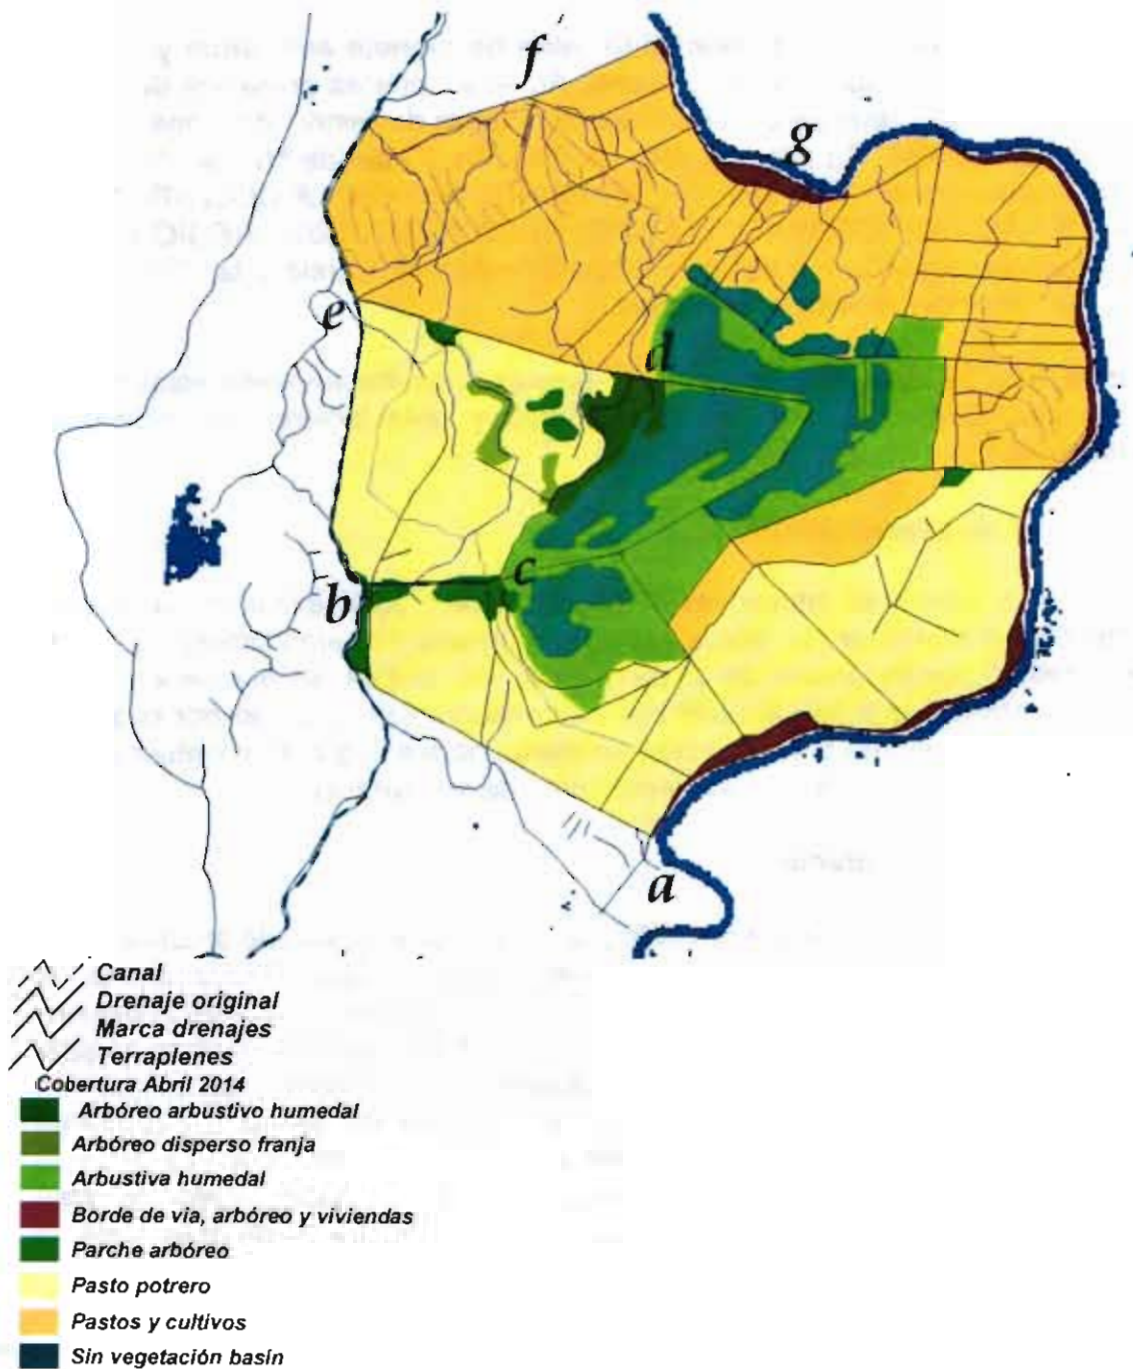 f
g
e
d
c
b
a
Canal
Drenaje original
Marca drenajes
Terraplenes
Cobertura Abril 2014
Arbóreo arbustivo humedal
Arbóreo disperso franja
Arbustiva humedal
Borde de via, arbóreo y viviendas
Parche arbóreo
Pasto potrero
Pastos y cultivos
Sin vegetación basín